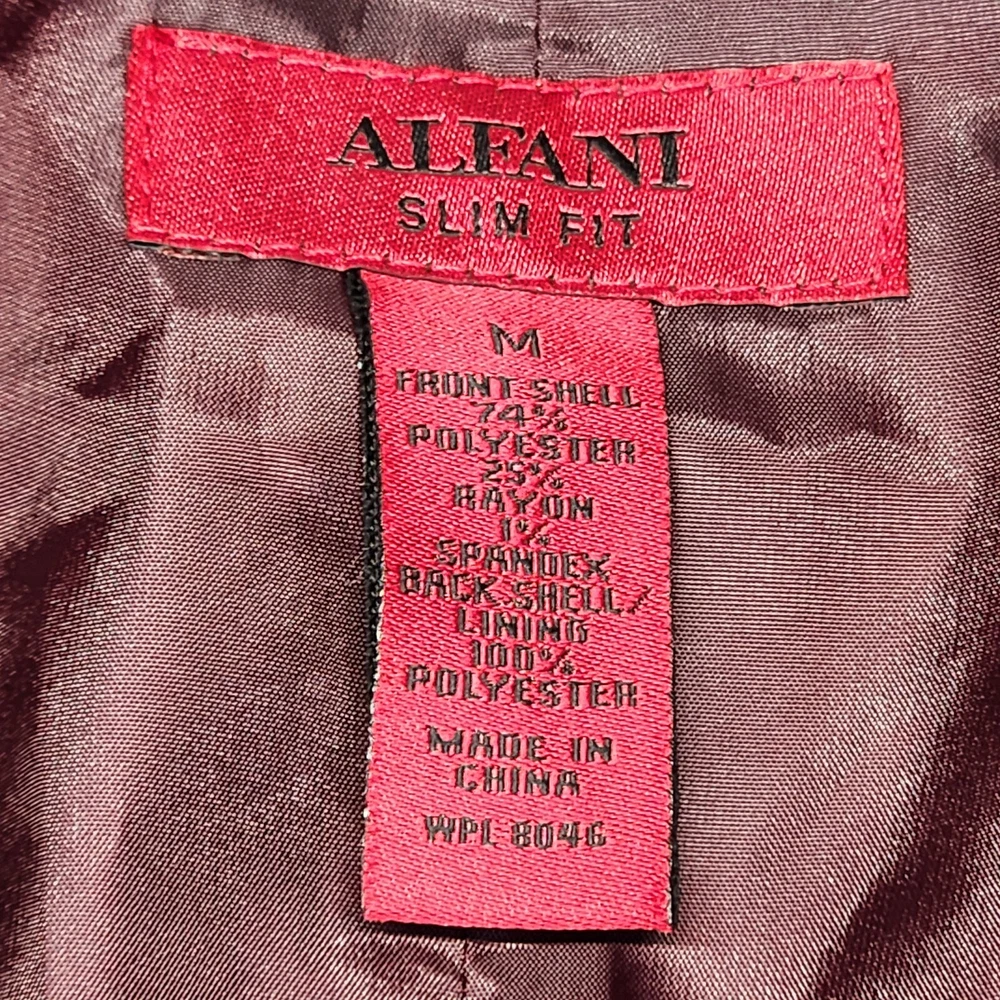 ALFANI
SLIM FIT
M
FRONT SHELL
74%
POLYESTER
25%
RAYON
1%
SPANDEX
BACK SHELL/
LINING
100%
POLYESTER
MADE IN
CHINA
WPL 8046